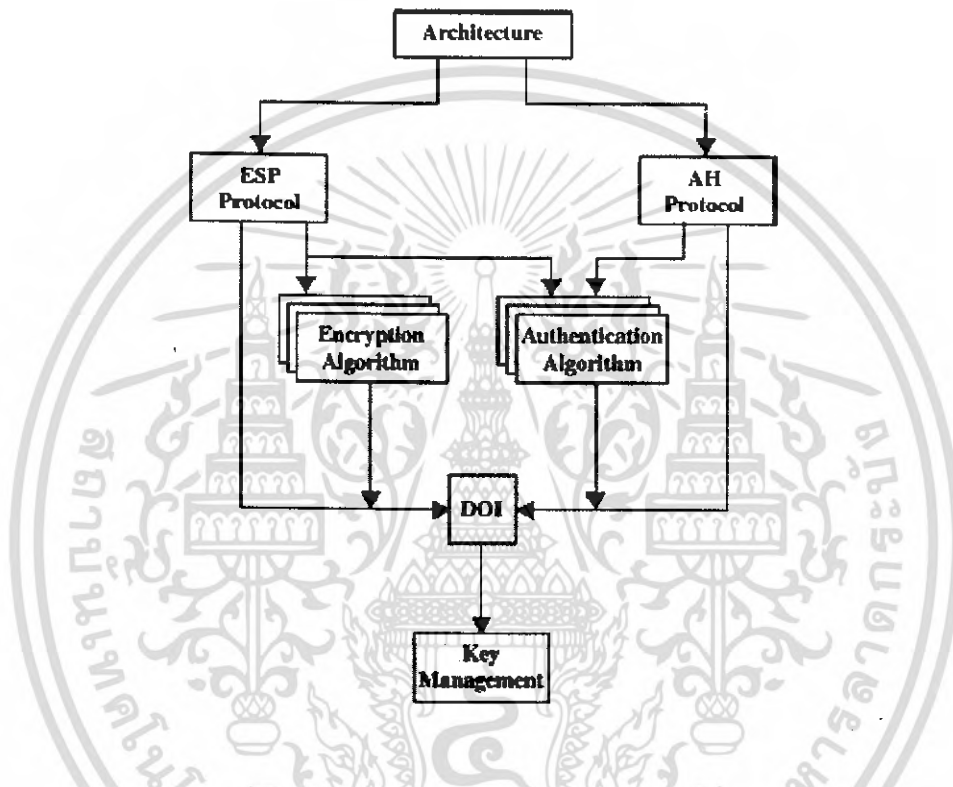 Architecture
ESP
Protocol
AH
Protocol
Encryption
Algorithm
Authentication
Algorithm
DOI
Key
Management